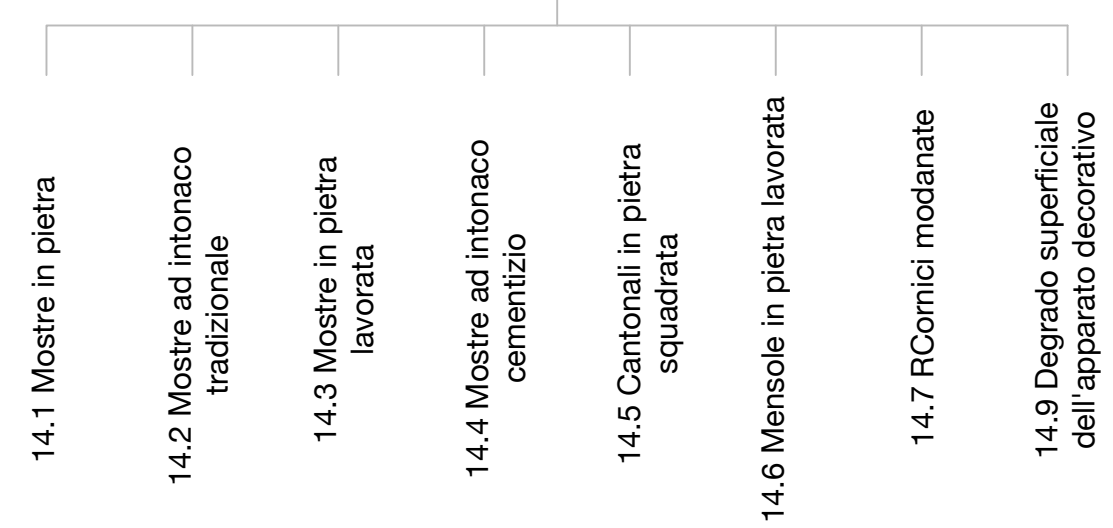 14.1 Mostre in pietra
14.2 Mostre ad intonaco
tradizionale
14.3 Mostre in pietra
lavorata
14.4 Mostre ad intonaco
cementizio
14.5 Cantonali in pietra
squadrata
14.6 Mensole in pietra lavorata
14.7 RCornici modanate
14.9 Degrado superficiale
dell'apparato decorativo